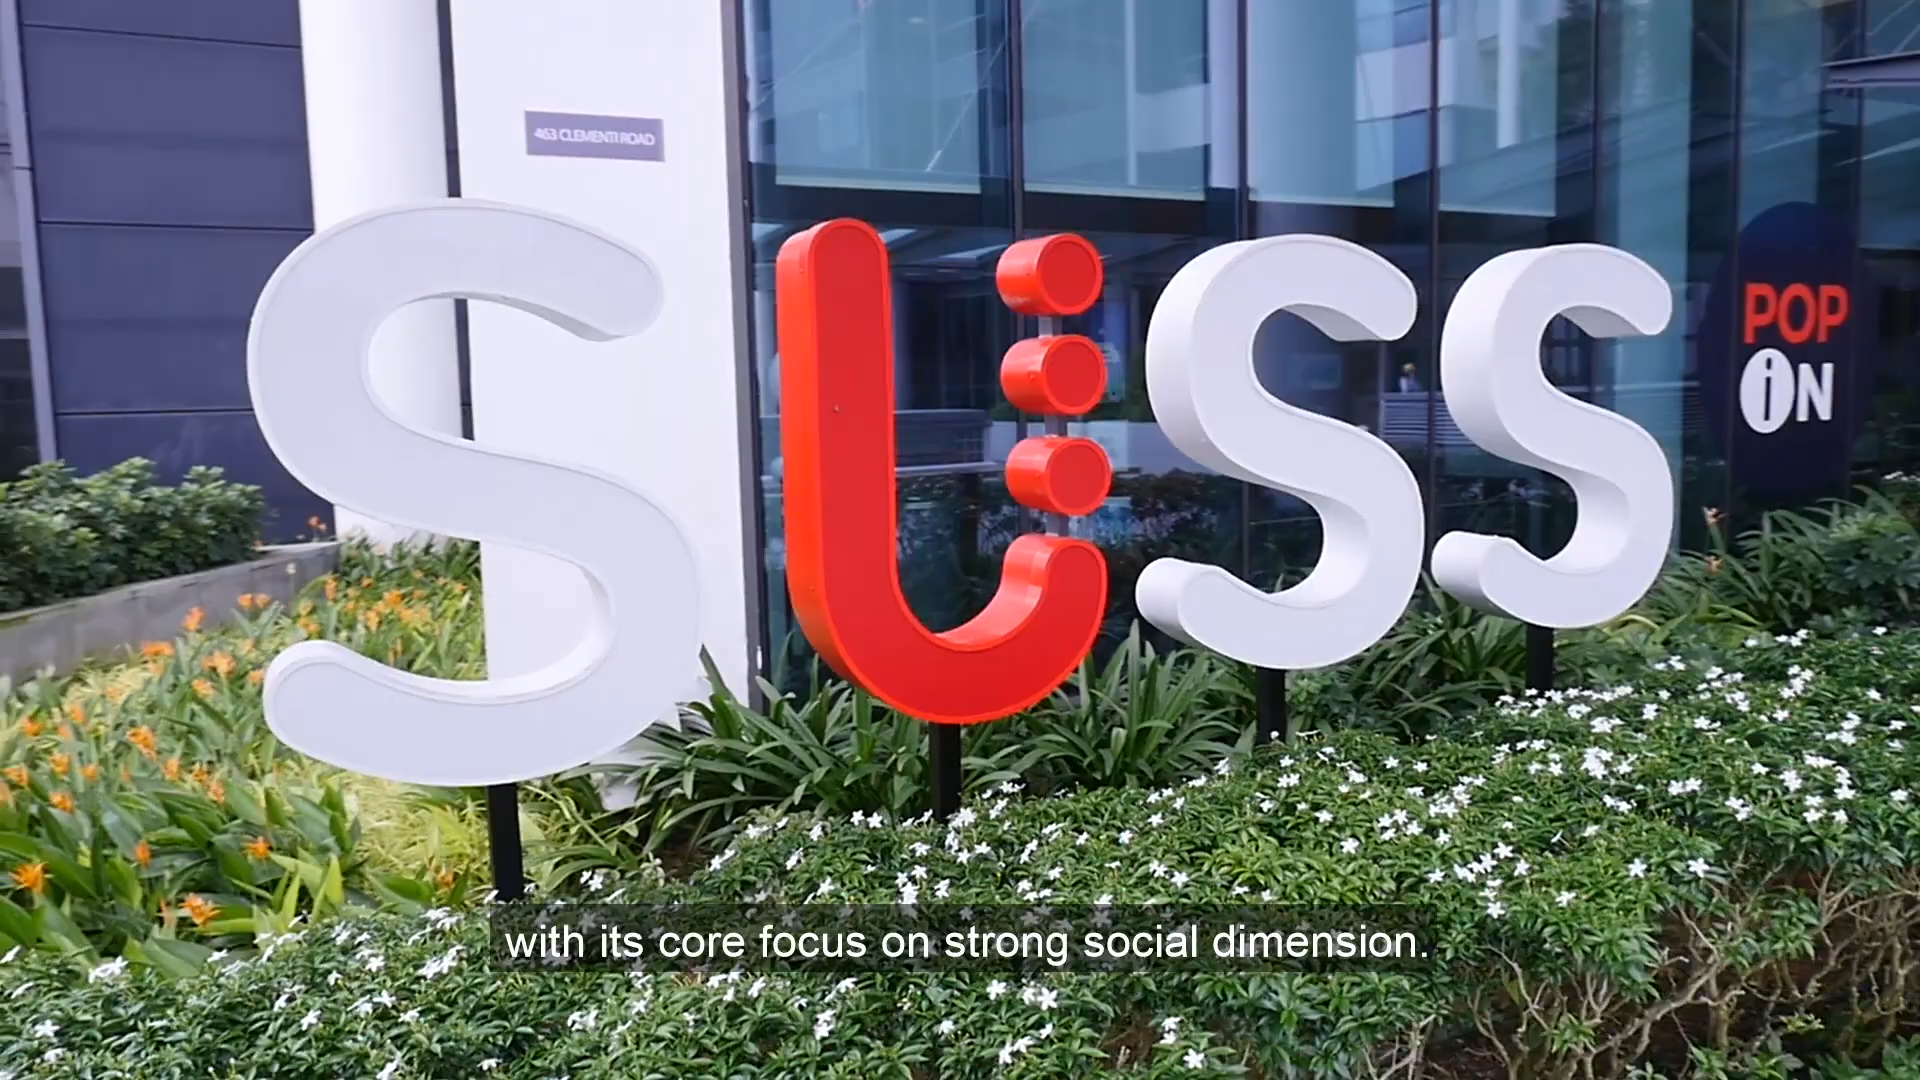 463 CLEMENTI ROAD
SUSS
POP
iN
with its core focus on strong social dimension.